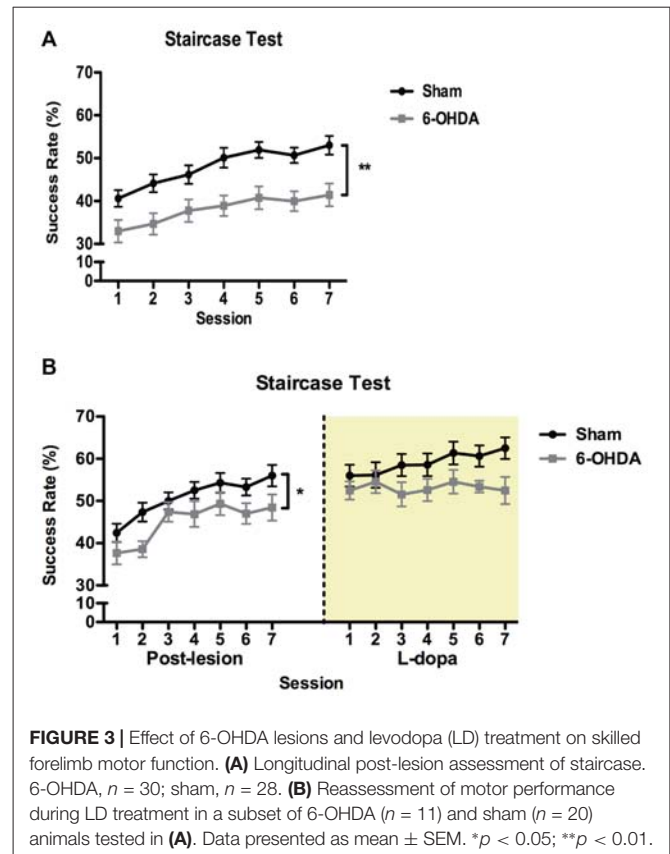 A
Staircase Test
Success Rate (%)
70
60
50
40
30
10
0
1 2 3 4 5 6 7
Session
Sham
6-OHDA
**
B
Staircase Test
Success Rate (%)
70
60
50
40
30
10
0
1 2 3 4 5 6 7 1 2 3 4 5 6 7
Post-lesion L-dopa
Session
Sham
6-OHDA
*
FIGURE 3 | Effect of 6-OHDA lesions and levodopa (LD) treatment on skilled
forelimb motor function. (A) Longitudinal post-lesion assessment of staircase.
6-OHDA, n = 30; sham, n = 28. (B) Reassessment of motor performance
during LD treatment in a subset of 6-OHDA (n = 11) and sham (n = 20)
animals tested in (A). Data presented as mean ± SEM. *p < 0.05; **p < 0.01.